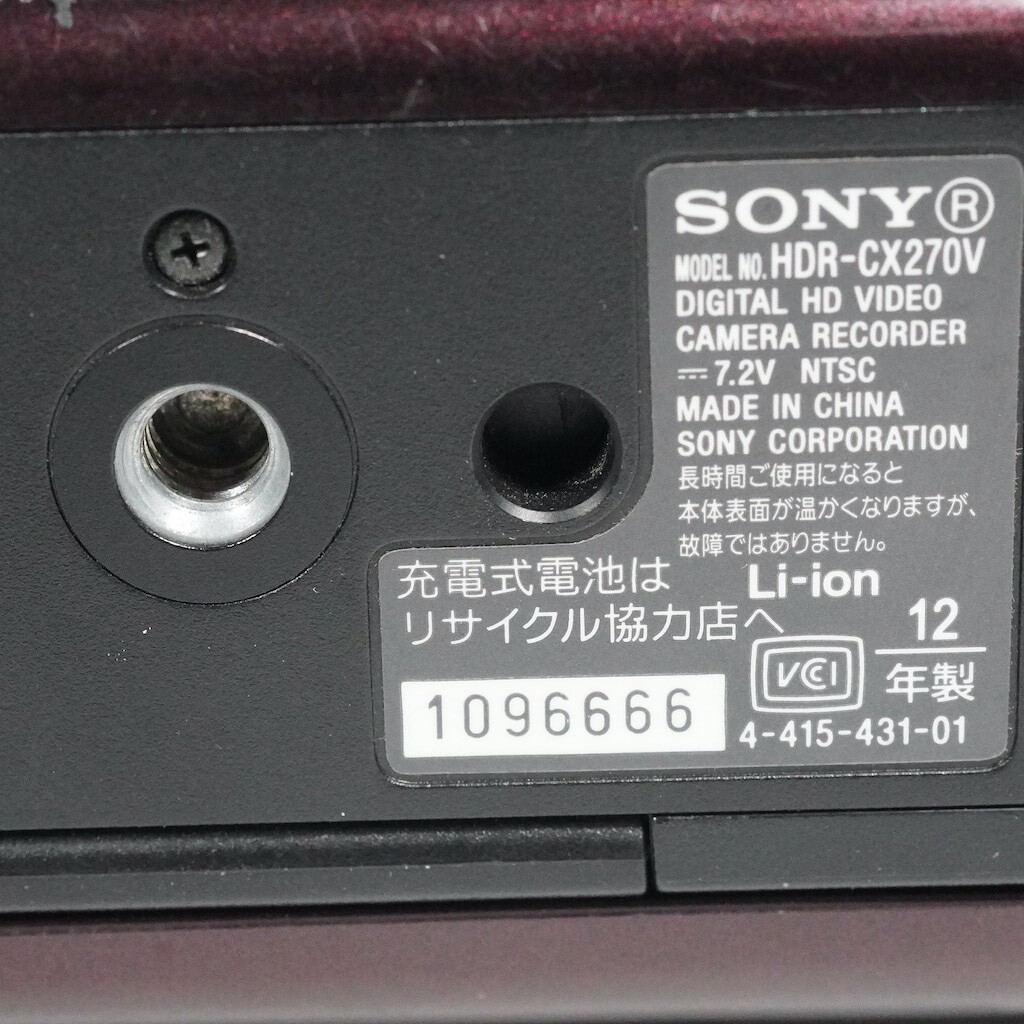 SONY®
MODEL NO. HDR-CX270V
DIGITAL HD VIDEO
CAMERA RECORDER
⎓7.2V NTSC
MADE IN CHINA
SONY CORPORATION
長時間ご使用になると
本体表面が温かくなりますが、
故障ではありません。
充電式電池は
リサイクル協力店へ
Li-ion
12
年製
VCCI
1096666
4-415-431-01